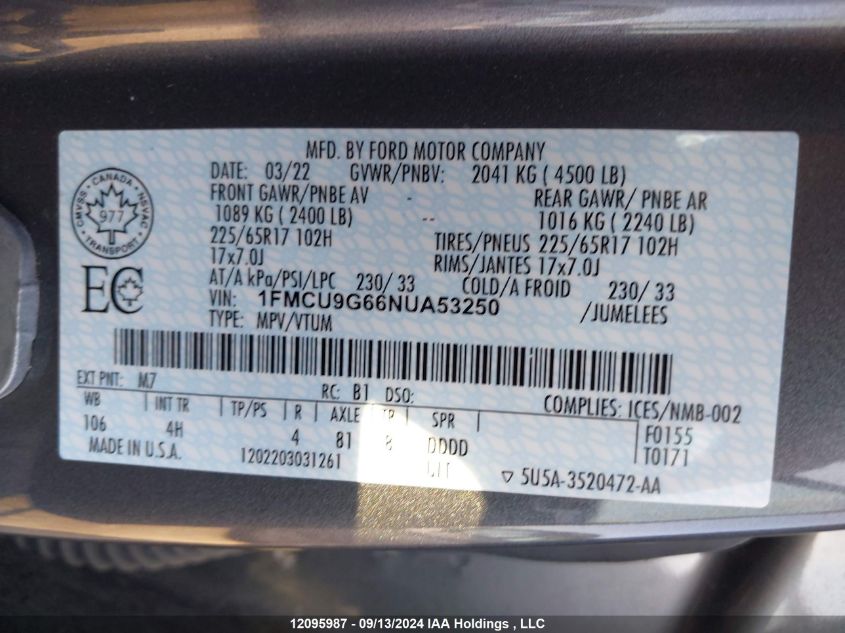 MFD. BY FORD MOTOR COMPANY
DATE: 03/22 GVWR/PNBV: 2041 KG ( 4500 LB)
FRONT GAWR/PNBE AV - REAR GAWR/ PNBE AR
1089 KG ( 2400 LB) -- 1016 KG ( 2240 LB)
225/65R17 102H TIRES/PNEUS 225/65R17 102H
17x7.0J RIMS/JANTES 17x7.0J
AT/A kPa/PSI/LPC 230/ 33 COLD/A FROID 230/ 33
VIN: 1FMCU9G66NUA53250 /JUMELEES
TYPE: MPV/VTUM
CMVSS - CANADA - NSVAC
977
TRANSPORT
EC
EXT PNT: M7 RC: B1 DSO: COMPLIES: ICES/NMB-002
WB INT TR TP/PS R AXLE TR SPR F0155
106 4H 4 81 8 DDDD T0171
MADE IN U.S.A. 1202203031261 5U5A-3520472-AA
12095987 - 09/13/2024 IAA Holdings , LLC